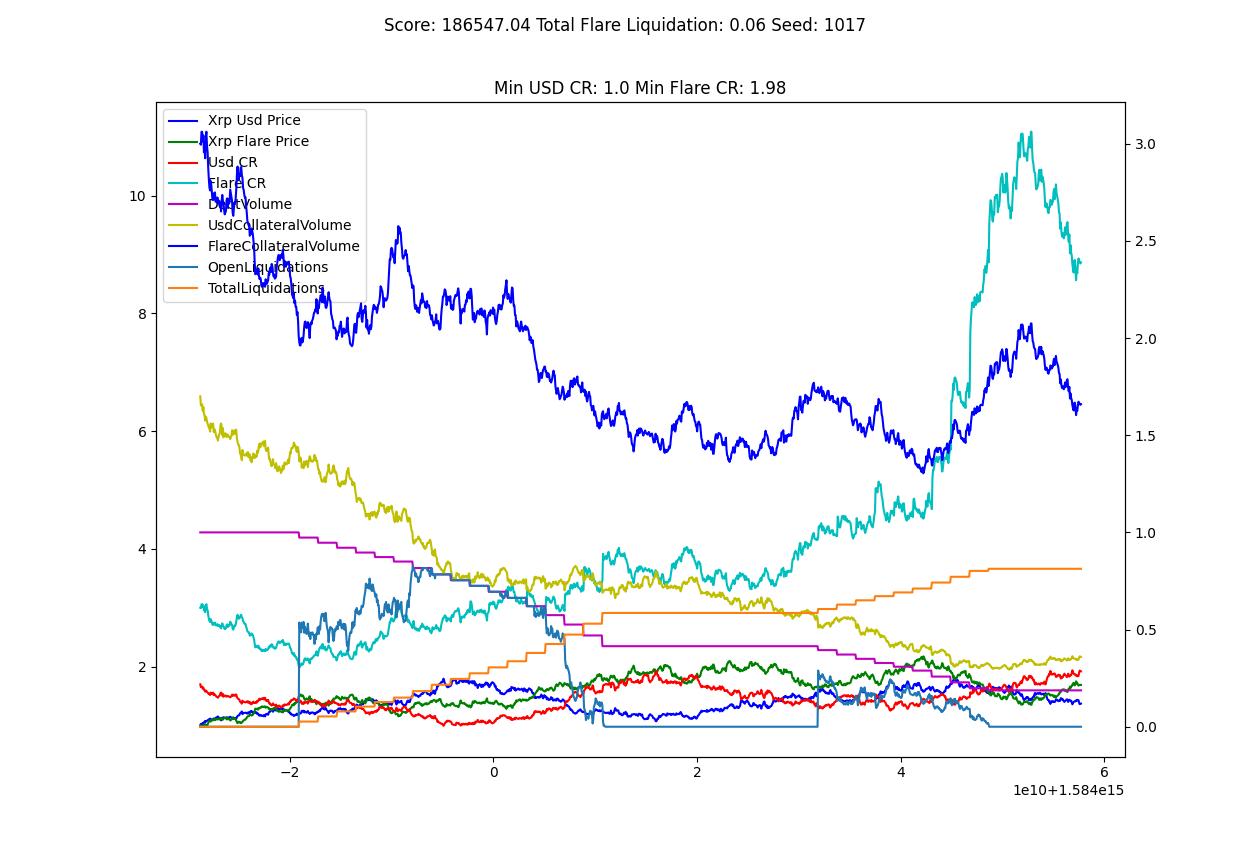 Score: 186547.04 Total Flare Liquidation: 0.06 Seed: 1017
Min USD CR: 1.0 Min Flare CR: 1.98
Xrp Usd Price
Xrp Flare Price
Usd CR
Flare CR
DebtVolume
UsdCollateralVolume
FlareCollateralVolume
OpenLiquidations
TotalLiquidations
10
8
6
4
2
3.0
2.5
2.0
1.5
1.0
0.5
0.0
−2
0
2
4
6
1e10+1.584e15